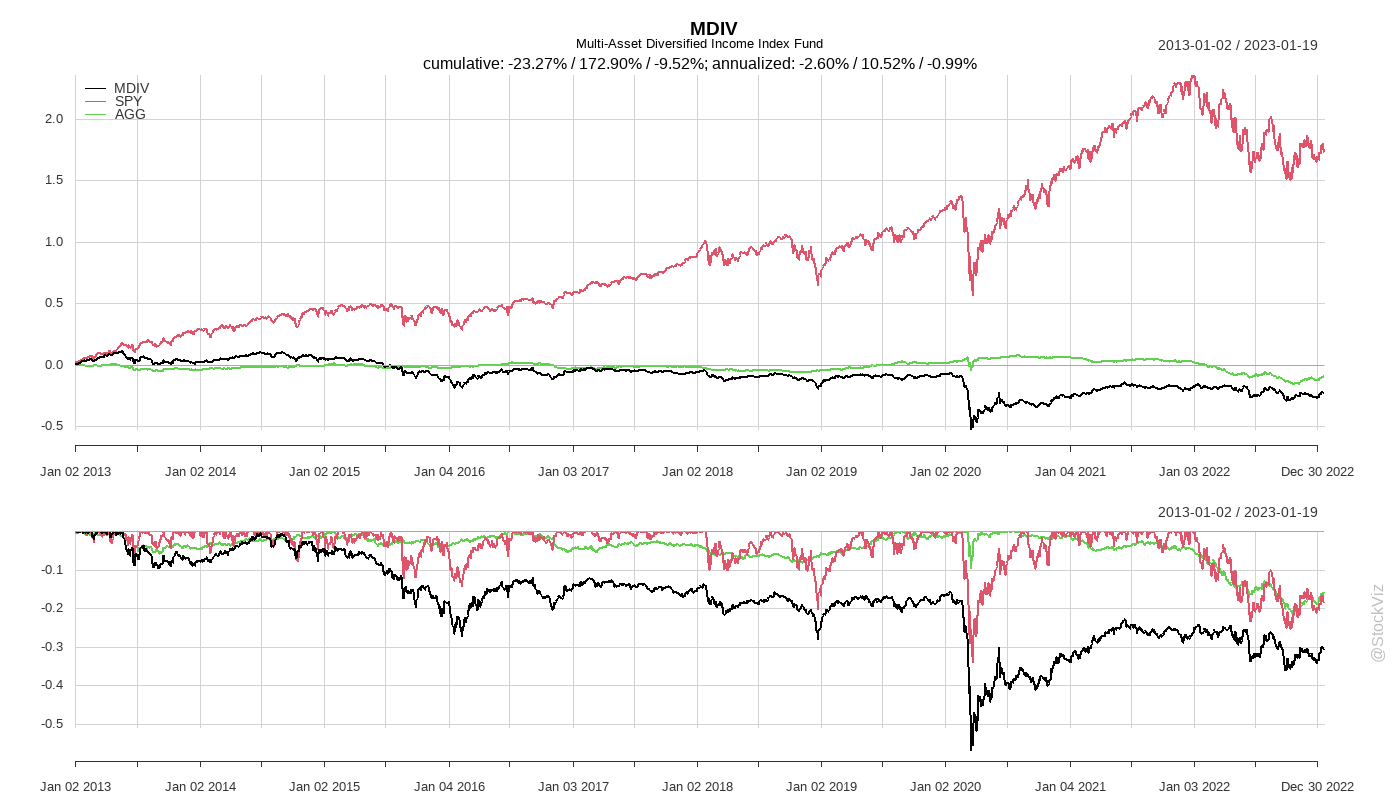 MDIV
Multi-Asset Diversified Income Index Fund
2013-01-02 / 2023-01-19
cumulative: -23.27% / 172.90% / -9.52%; annualized: -2.60% / 10.52% / -0.99%
MDIV
SPY
AGG
2.0
1.5
1.0
0.5
0.0
-0.5
Jan 02 2013 Jan 02 2014 Jan 02 2015 Jan 04 2016 Jan 03 2017 Jan 02 2018 Jan 02 2019 Jan 02 2020 Jan 04 2021 Jan 03 2022 Dec 30 2022
2013-01-02 / 2023-01-19
-0.1
-0.2
-0.3
-0.4
-0.5
Jan 02 2013 Jan 02 2014 Jan 02 2015 Jan 04 2016 Jan 03 2017 Jan 02 2018 Jan 02 2019 Jan 02 2020 Jan 04 2021 Jan 03 2022 Dec 30 2022
@StockViz